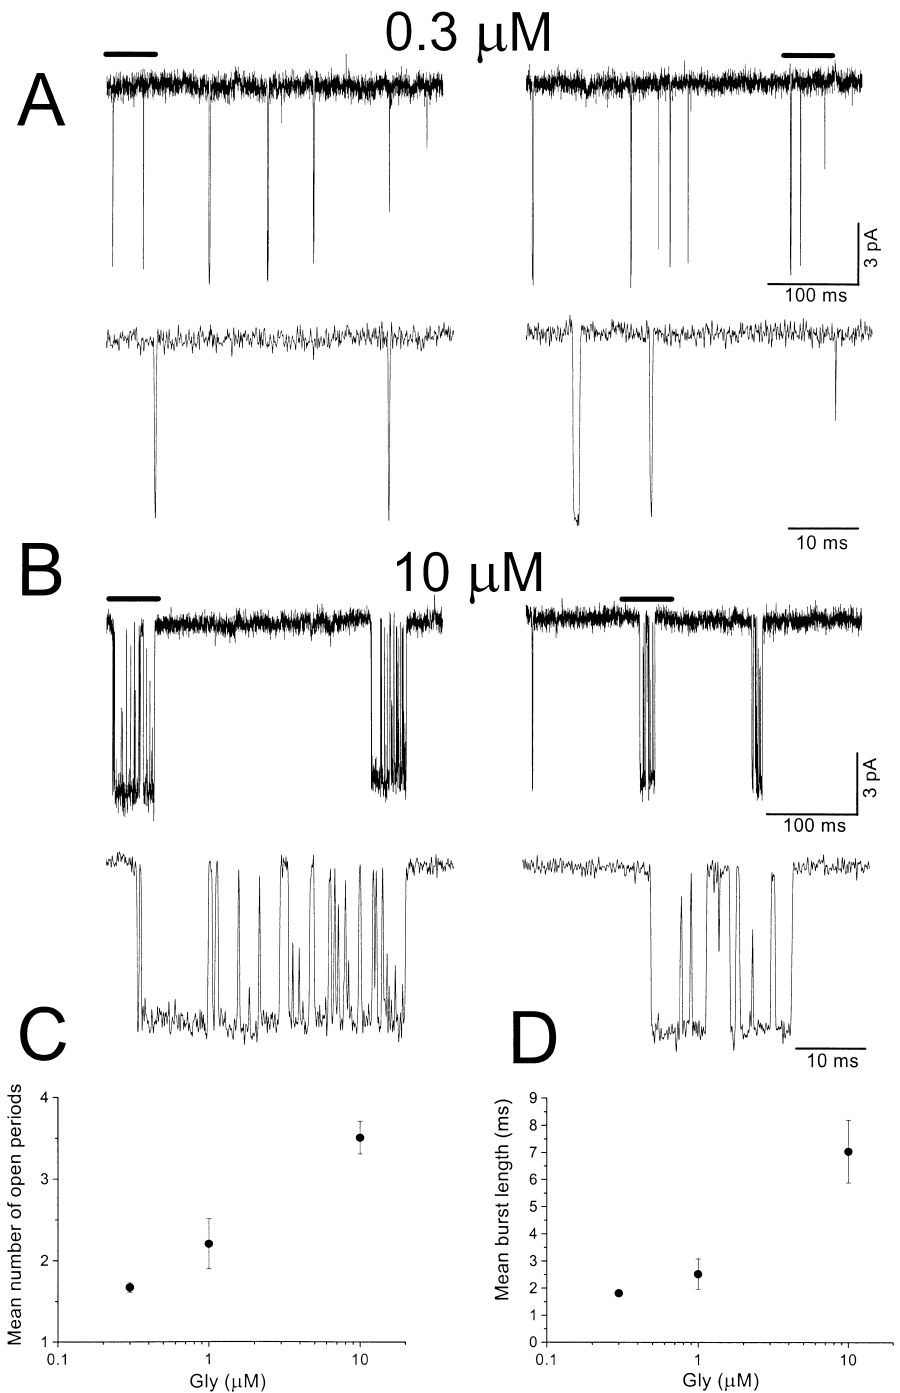 0.3 µM
A
3 pA
100 ms
10 ms
B
10 µM
3 pA
100 ms
10 ms
C
D
Mean number of open periods
4
3
2
1
0.1
1
10
Gly (µM)
Mean burst length (ms)
9
8
7
6
5
4
3
2
1
0
0.1
1
10
Gly (µM)